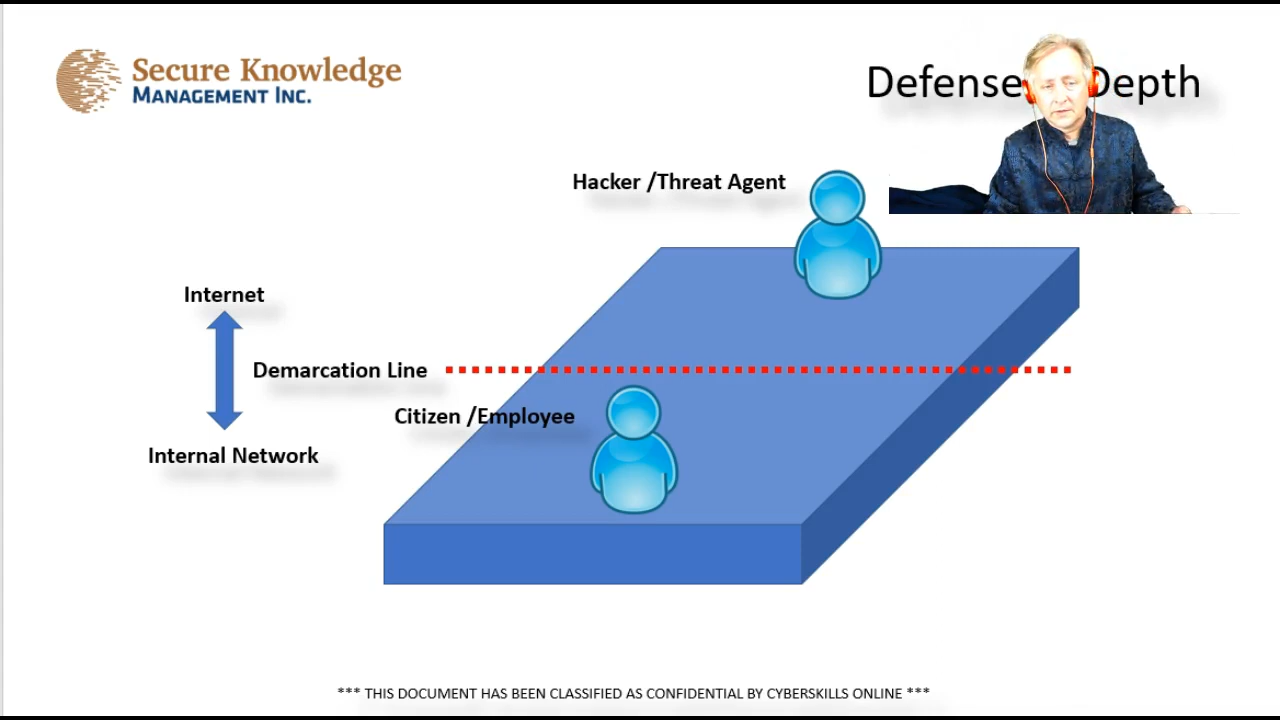 Secure Knowledge
MANAGEMENT INC.
Defense Depth
Hacker /Threat Agent
Internet
Demarcation Line
Citizen /Employee
Internal Network
*** THIS DOCUMENT HAS BEEN CLASSIFIED AS CONFIDENTIAL BY CYBERSKILLS ONLINE ***